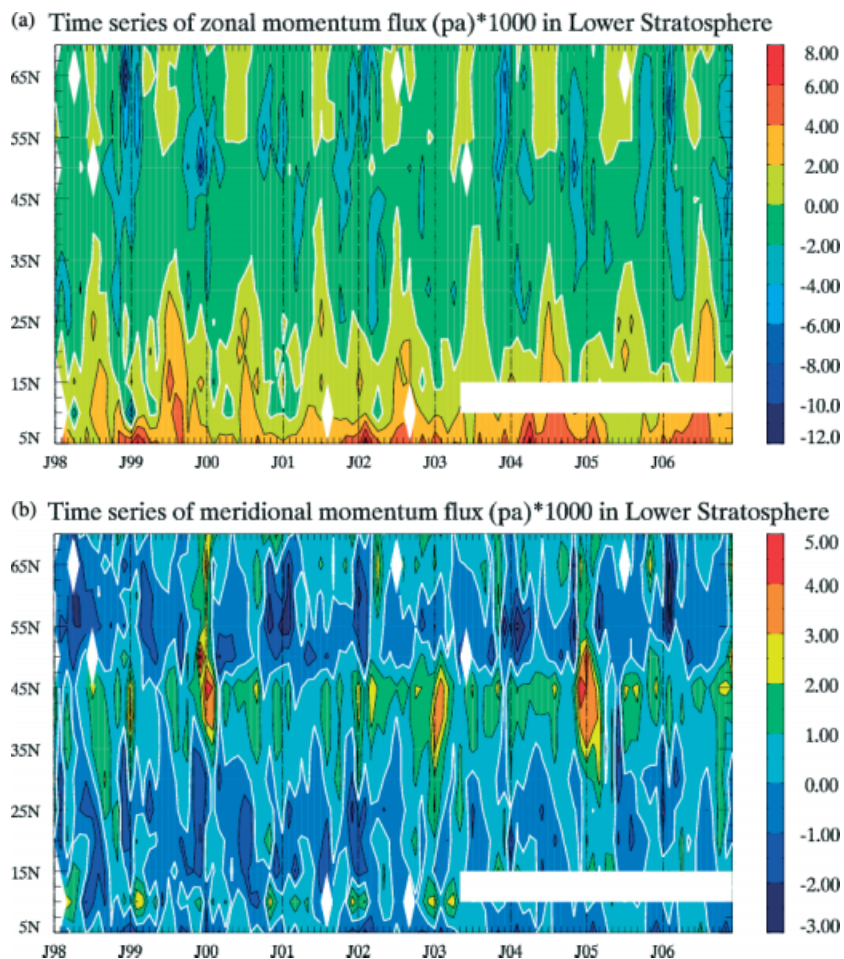 (a) Time series of zonal momentum flux (pa)*1000 in Lower Stratosphere
65N
55N
45N
35N
25N
15N
5N
J98 J99 J00 J01 J02 J03 J04 J05 J06
8.00
6.00
4.00
2.00
0.00
-2.00
-4.00
-6.00
-8.00
-10.0
-12.0
(b) Time series of meridional momentum flux (pa)*1000 in Lower Stratosphere
65N
55N
45N
35N
25N
15N
5N
J98 J99 J00 J01 J02 J03 J04 J05 J06
5.00
4.00
3.00
2.00
1.00
0.00
-1.00
-2.00
-3.00